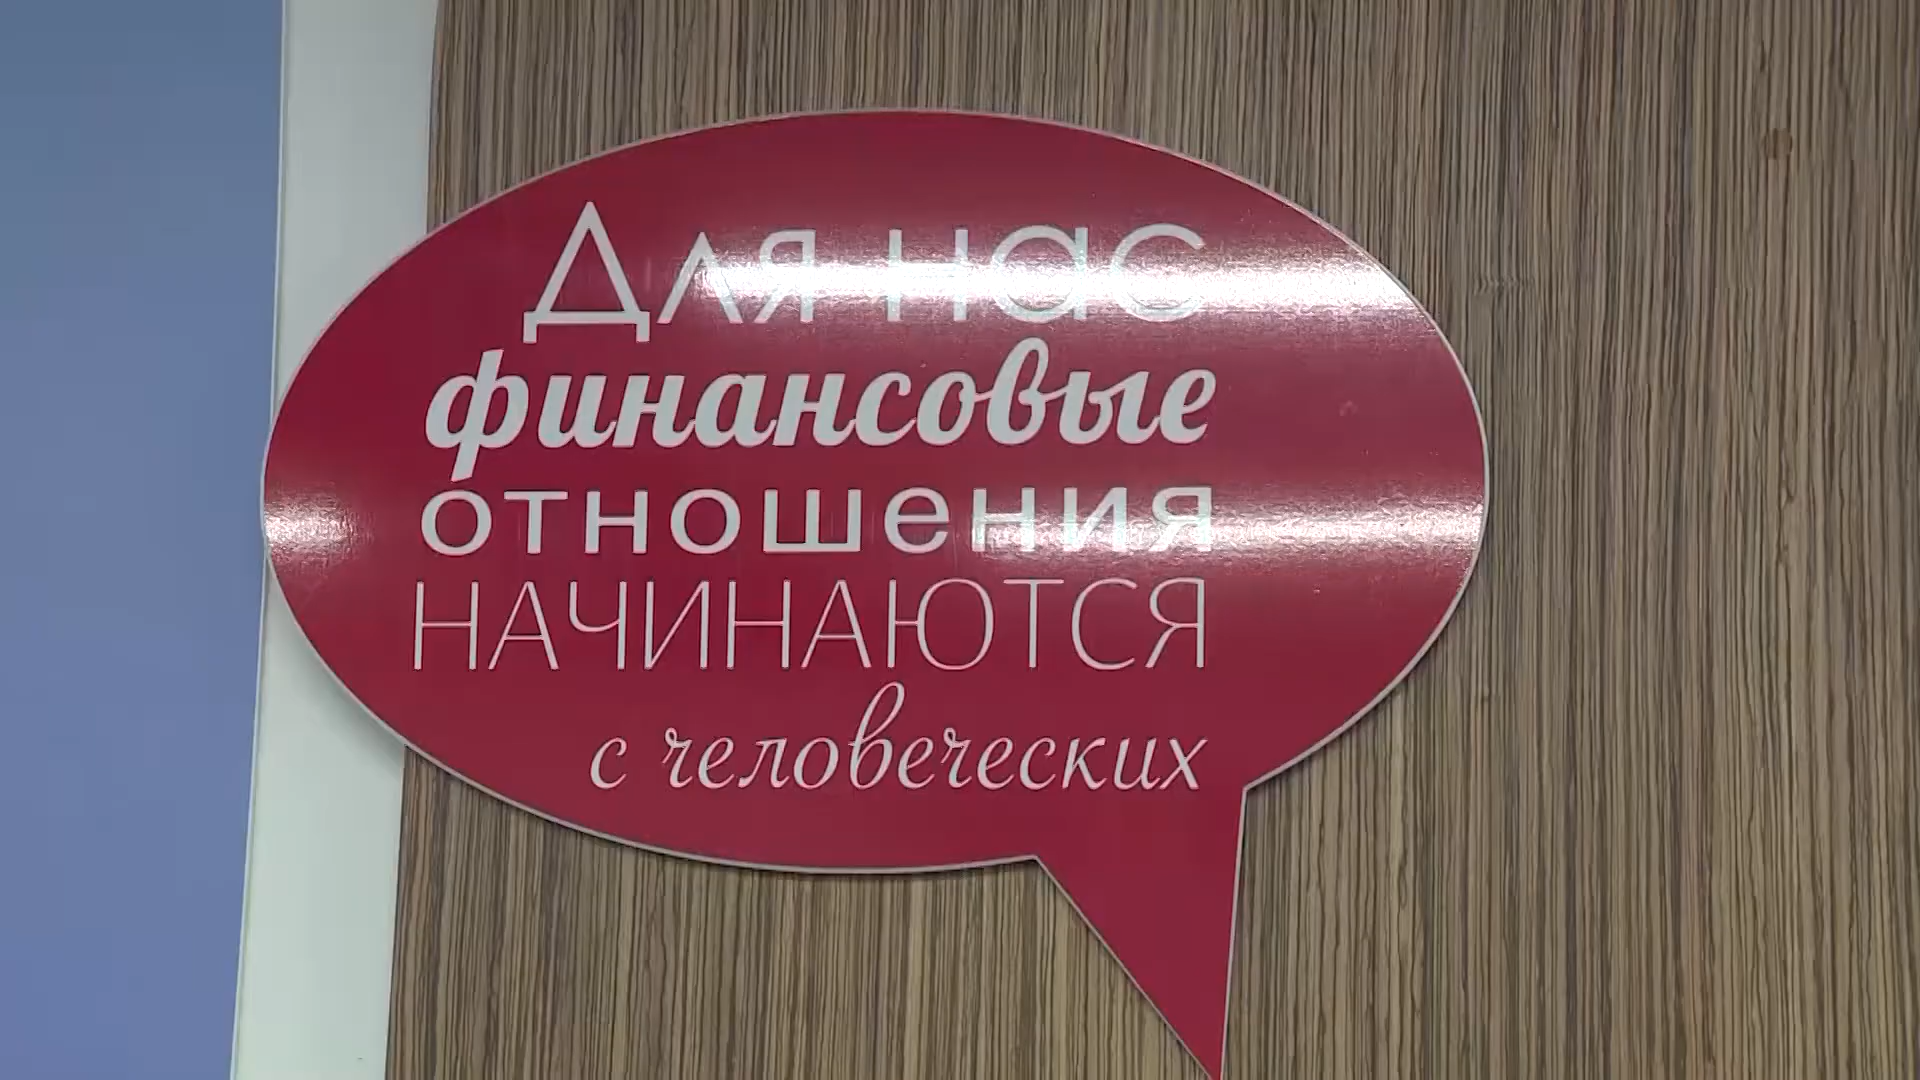 Для нас
финансовые
отношения
НАЧИНАЮТСЯ
с человеческих